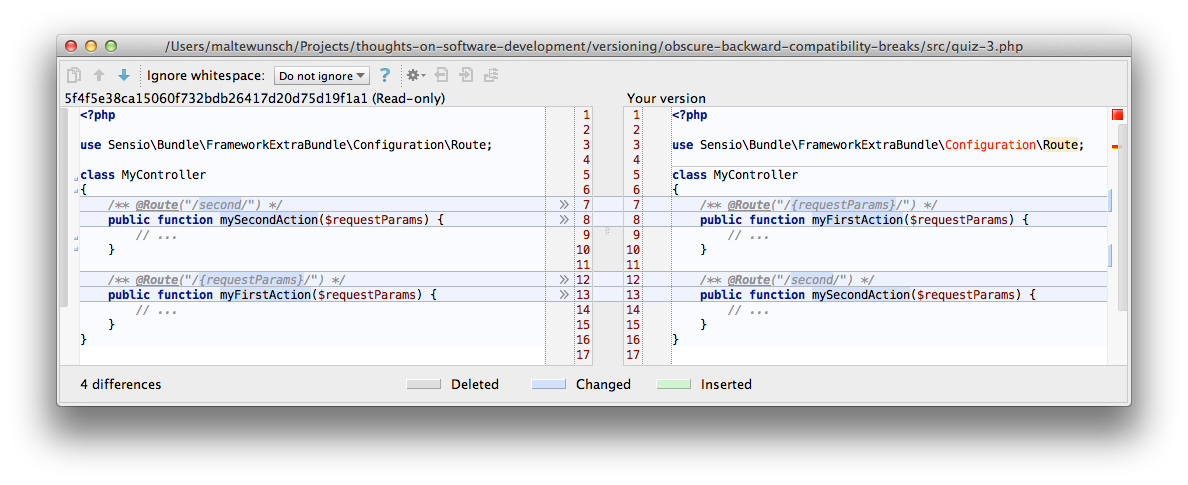 /Users/maltewunsch/Projects/thoughts-on-software-development/versioning/obscure-backward-compatibility-breaks/src/quiz-3.php
Ignore whitespace: Do not ignore ?
5f4f5e38ca15060f732bdb26417d20d75d19f1a1 (Read-only)
<?php 1
2
use Sensio\Bundle\FrameworkExtraBundle\Configuration\Route; 3
4
class MyController 5
{ 6
/** @Route("/second/") */ >> 7
public function mySecondAction($requestParams) { >> 8
// ... 9
} 10
11
/** @Route("/{requestParams}/") */ >> 12
public function myFirstAction($requestParams) { >> 13
// ... 14
} 15
} 16
17
Your version
1 <?php
2
3 use Sensio\Bundle\FrameworkExtraBundle\Configuration\Route;
4
5 class MyController
6 {
7 /** @Route("/{requestParams}/") */
8 public function myFirstAction($requestParams) {
9 // ...
10 }
11
12 /** @Route("/second/") */
13 public function mySecondAction($requestParams) {
14 // ...
15 }
16 }
17
4 differences
Deleted
Changed
Inserted